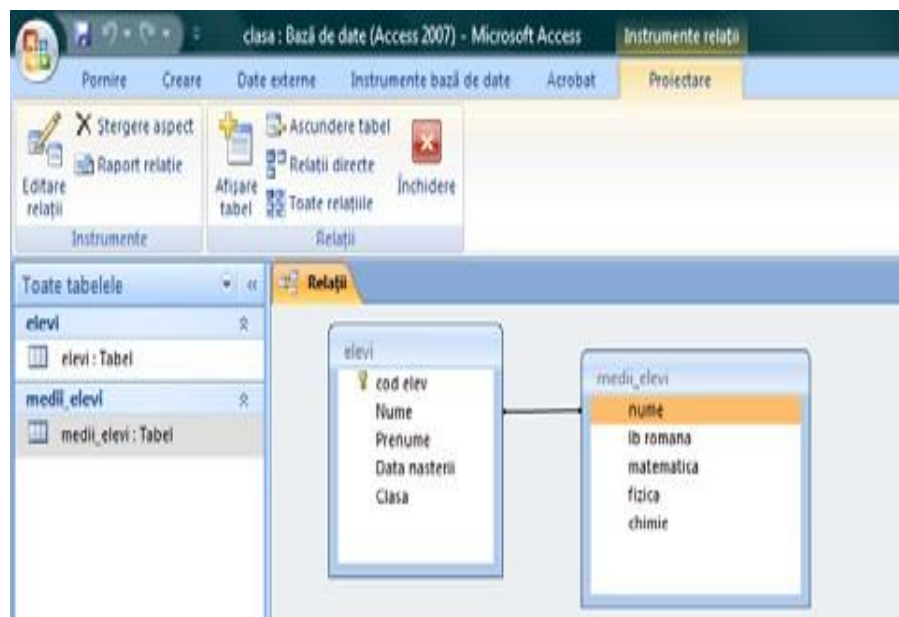 clasa : Bază de date (Access 2007) - Microsoft Access Instrumente relații
Pornire Creare Date externe Instrumente bază de date Acrobat Proiectare
Ștergere aspect
Raport relație
Editare relații
Instrumente
Afișare tabel
Ascundere tabel
Relații directe
Toate relațiile
Închidere
Relații
Toate tabelele
elevi
elevi : Tabel
medii_elevi
medii_elevi : Tabel
Relații
elevi
cod elev
Nume
Prenume
Data nasterii
Clasa
medii_elevi
nume
lb romana
matematica
fizica
chimie